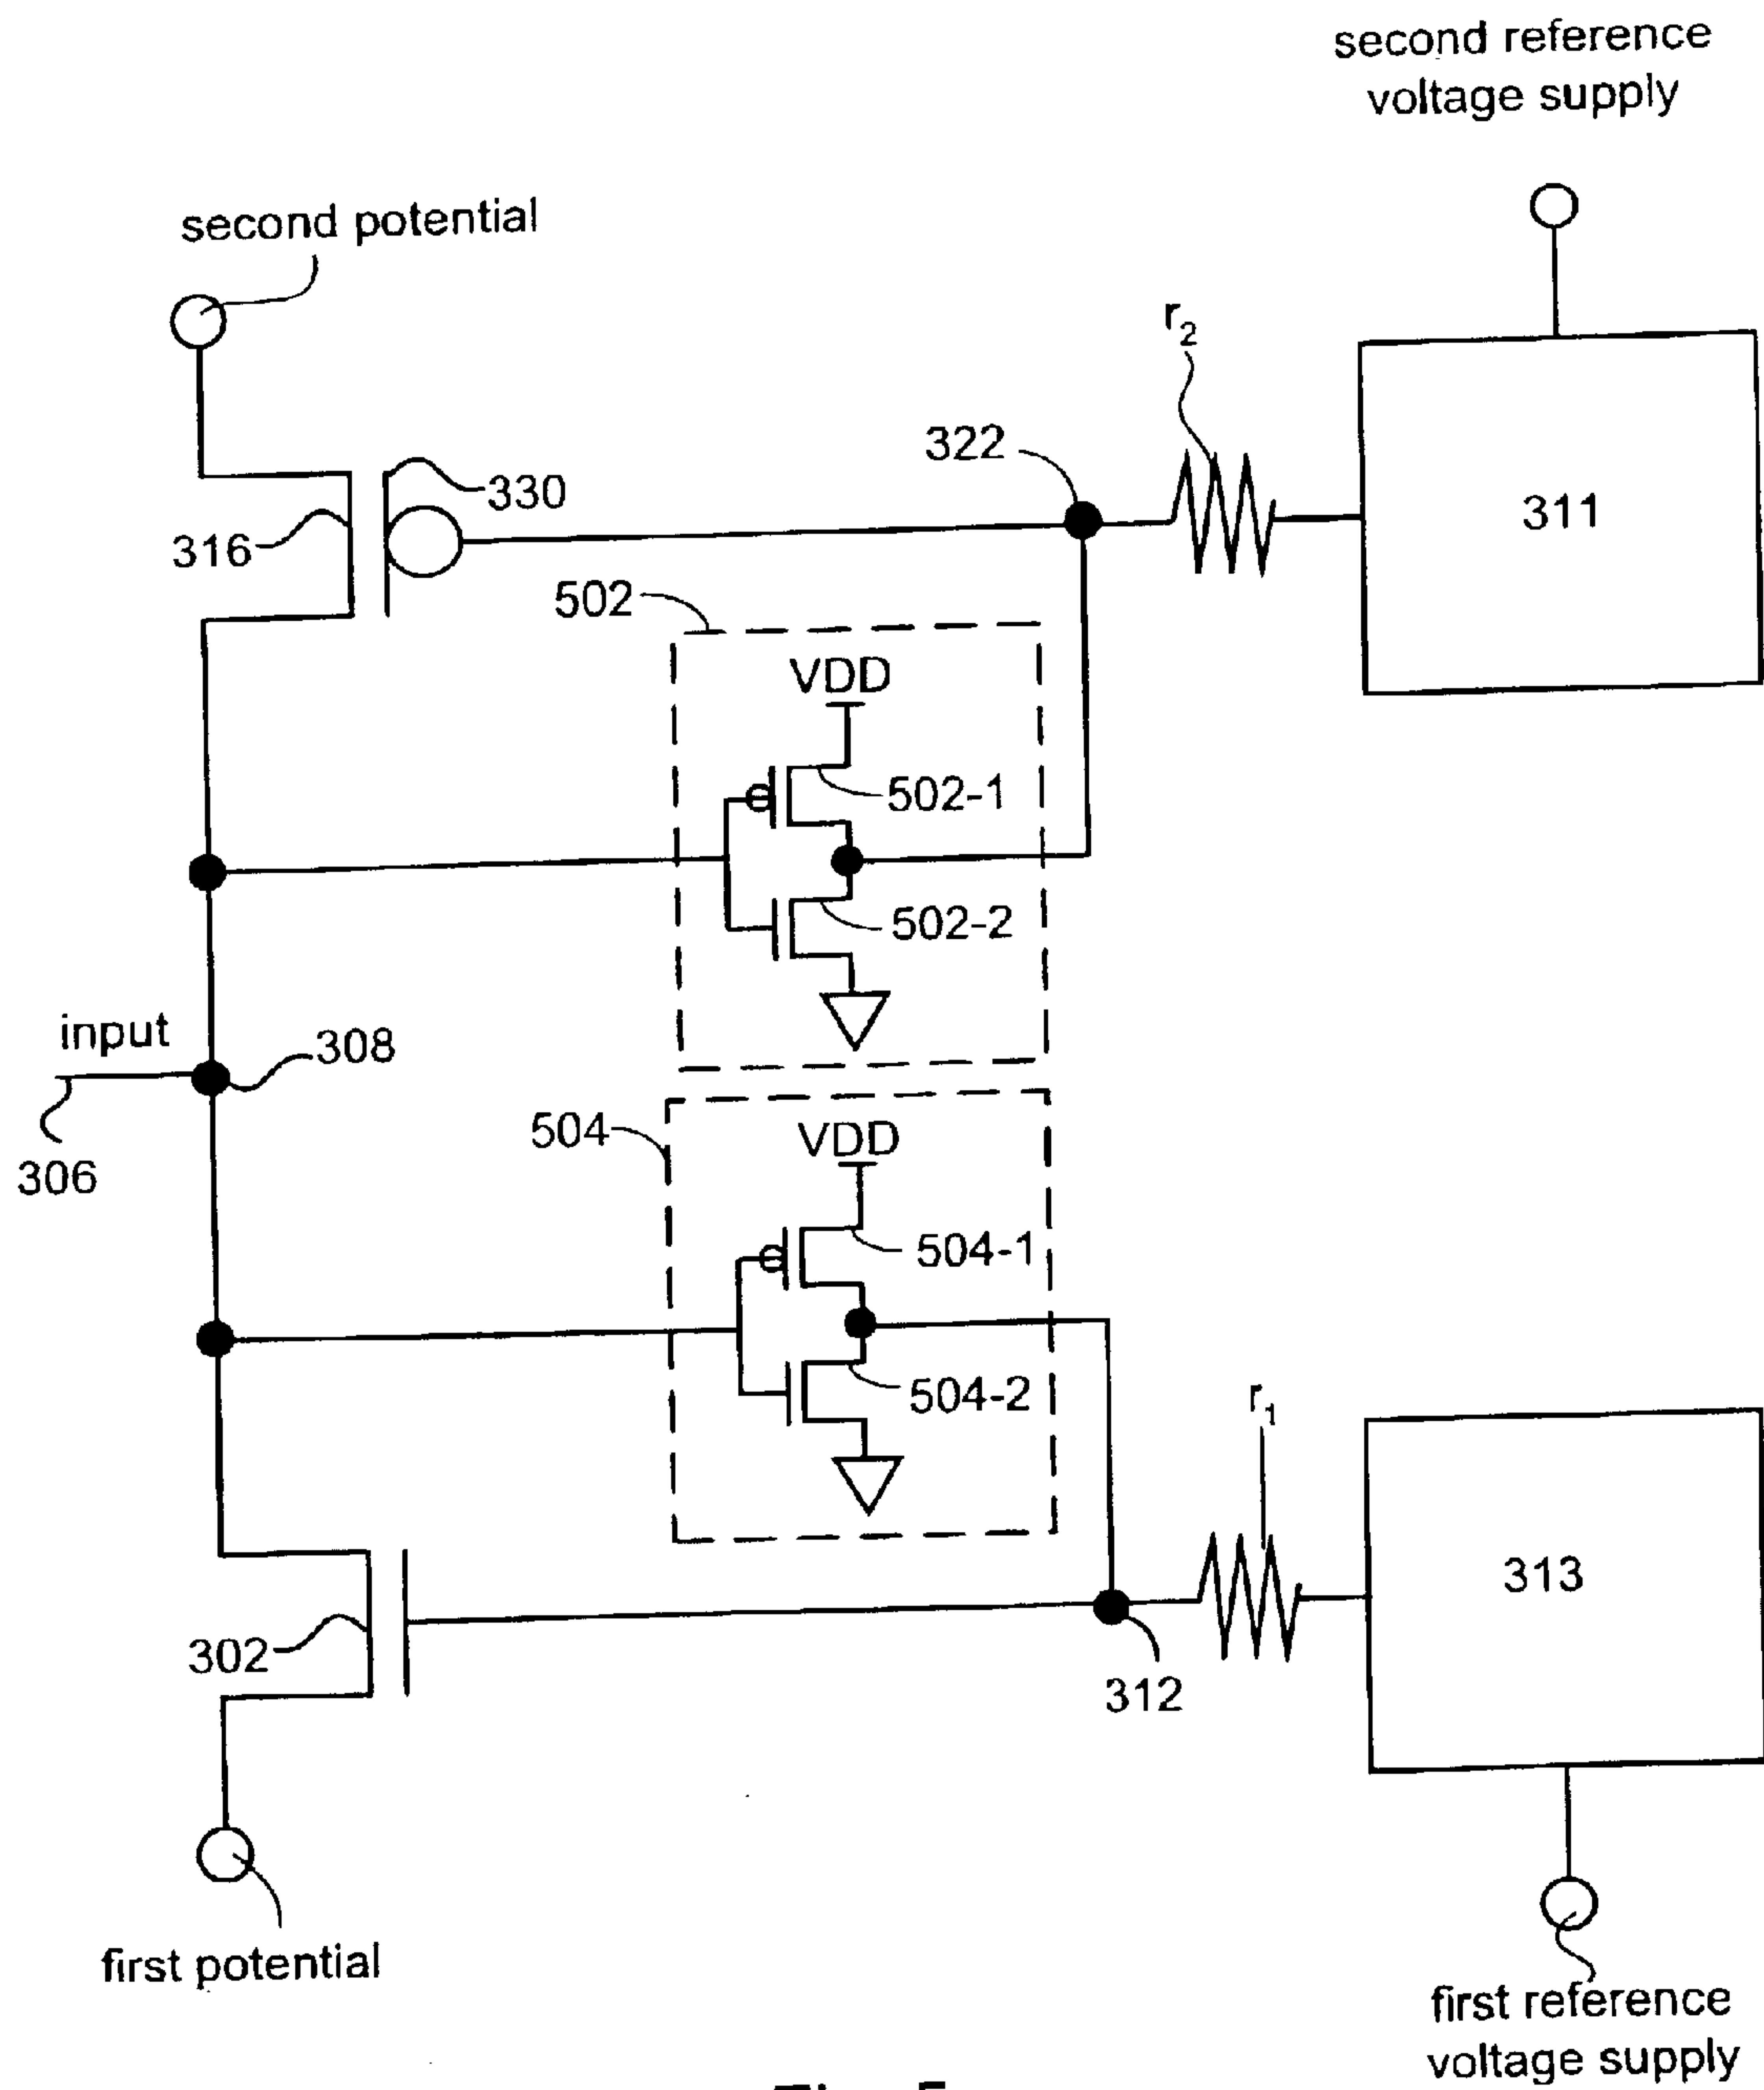 second reference
voltage supply
second potential
r2
322
330
311
316
502
VDD
502-1
502-2
input
308
504
VDD
306
504-1
504-2
r1
313
302
312
first potential
first reference
voltage supply